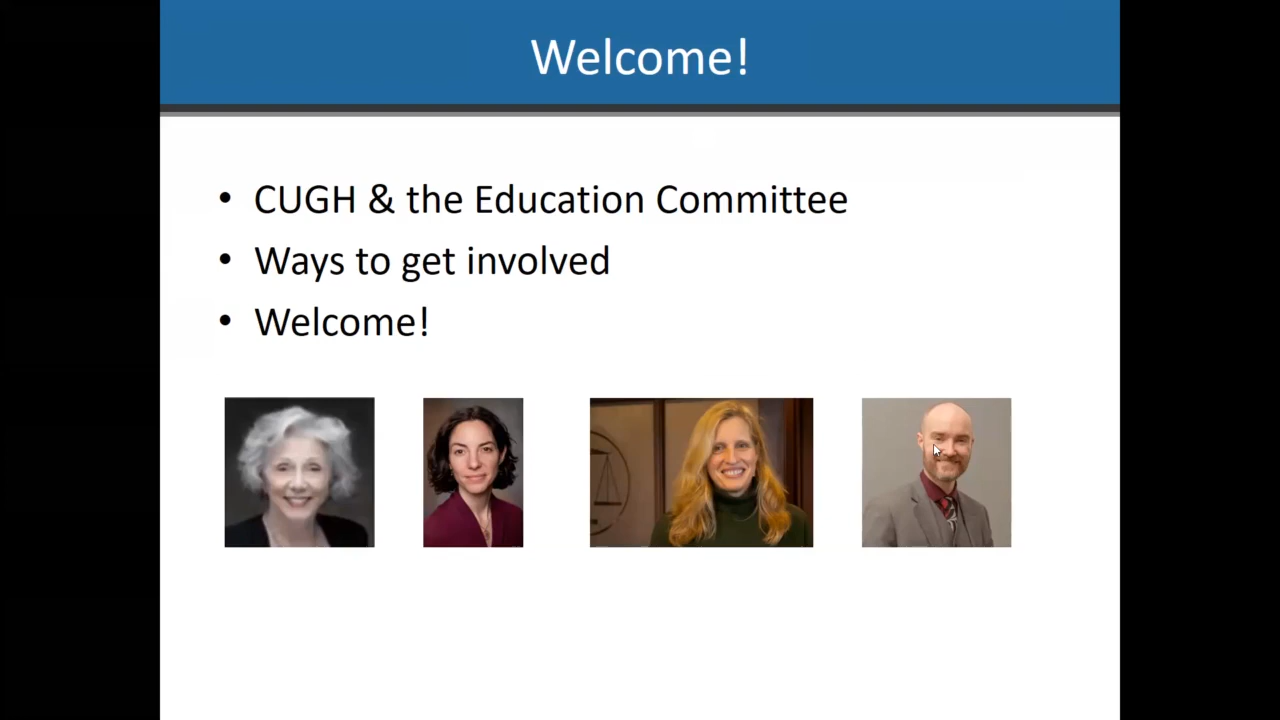 Welcome!
• CUGH & the Education Committee
• Ways to get involved
• Welcome!